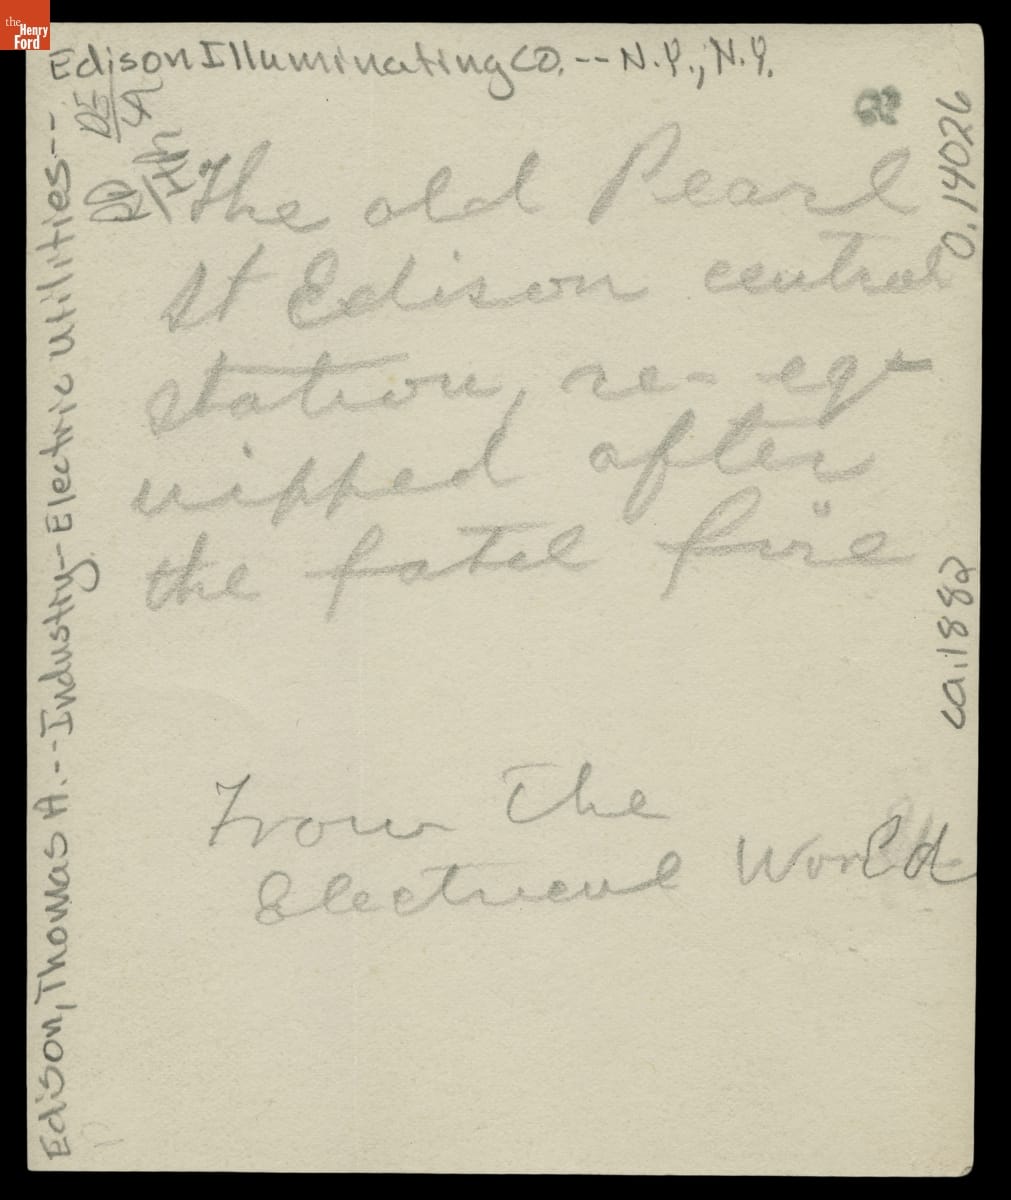 the
Henry
Ford
Edison Illuminating Co. -- N.Y., N.Y.
Edison, Thomas A. -- Industry - Electric Utilities --
O.14026
ca. 1882
The old Pearl
St Edison central
station, re-eq-
uipped after
the fatal fire
From The
Electrical World